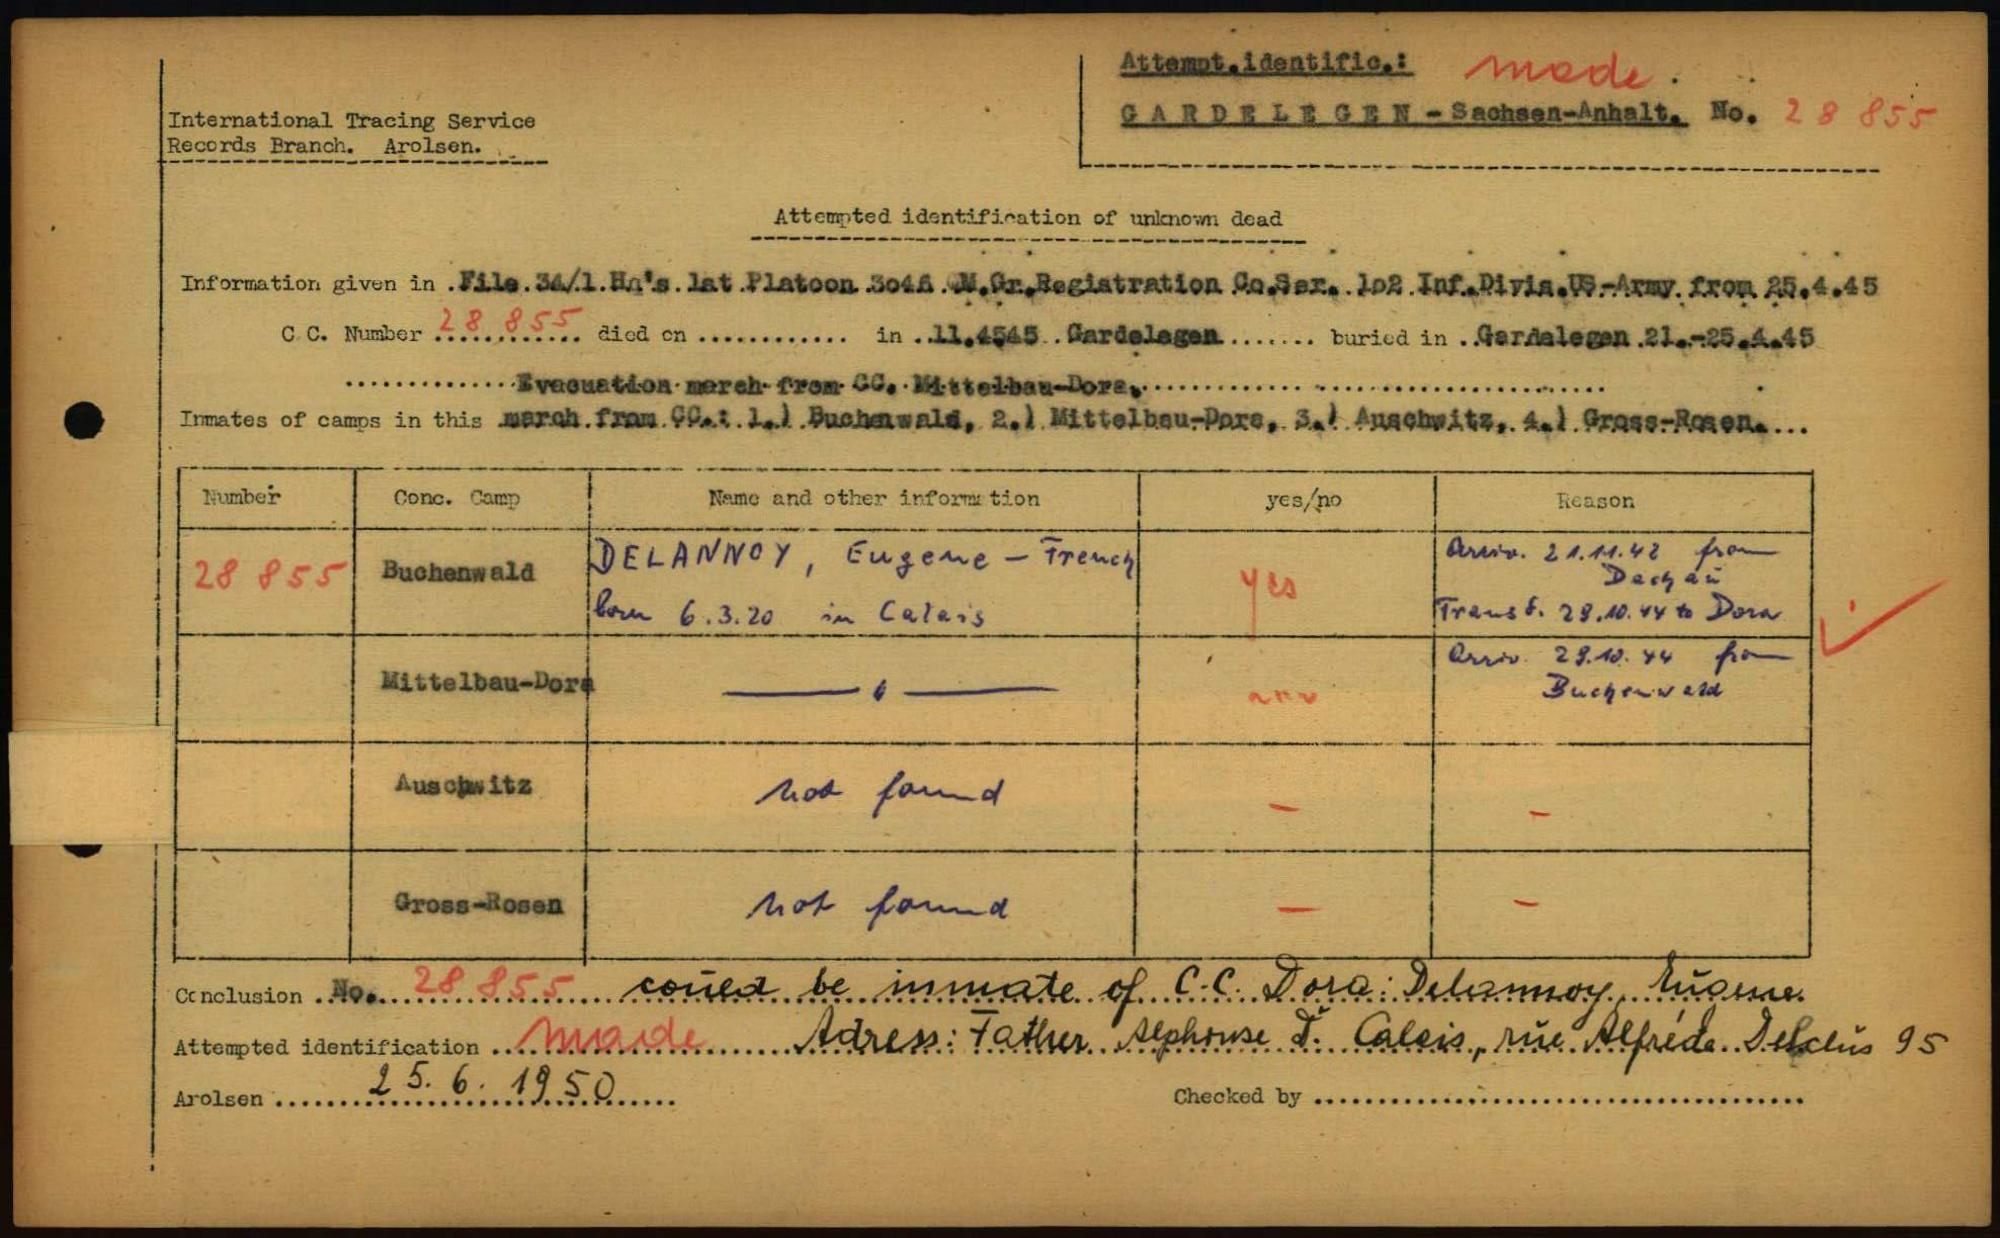 Attempt.identific.: made.
GARDELEGEN - Sachsen-Anhalt. No. 28 855
International Tracing Service
Records Branch. Arolsen.
Attempted identification of unknown dead
Information given in .File 34/1.Hq's 1st Platoon 3046 Q.M.Gr.Registration Co.Ser. 1o2 Inf.Divis.US-Army from 25.4.45
C.C. Number 28 855 died on ............ in ..11.4545 Gardelegen ....... buried in ..Gardelegen 21.-25.4.45
..............Evacuation march from CC. Mittelbau-Dora...............
Inmates of camps in this march from CC.: 1.) Buchenwald, 2.) Mittelbau-Dora, 3.) Auschwitz, 4.) Gross-Rosen....
Number Conc. Camp Name and other information yes/no Reason
28 855 Buchenwald DELANNOY, Eugene - French yes Arriv. 21.11.42 from
Dachau
born 6.3.20 in Calais Transf. 29.10.44 to Dora
Mittelbau-Dora Arriv. 29.10.44 from
Buchenwald
Auschwitz not found - -
Gross-Rosen not found - -
Conclusion ..No. 28 855 could be inmate of C.C. Dora: Delannoy, Eugene.
Attempted identification made Adress: Father Alphonse D. Calais, rue Alfréde Delclus 95
Arolsen 25. 6. 1950 Checked by ......................................